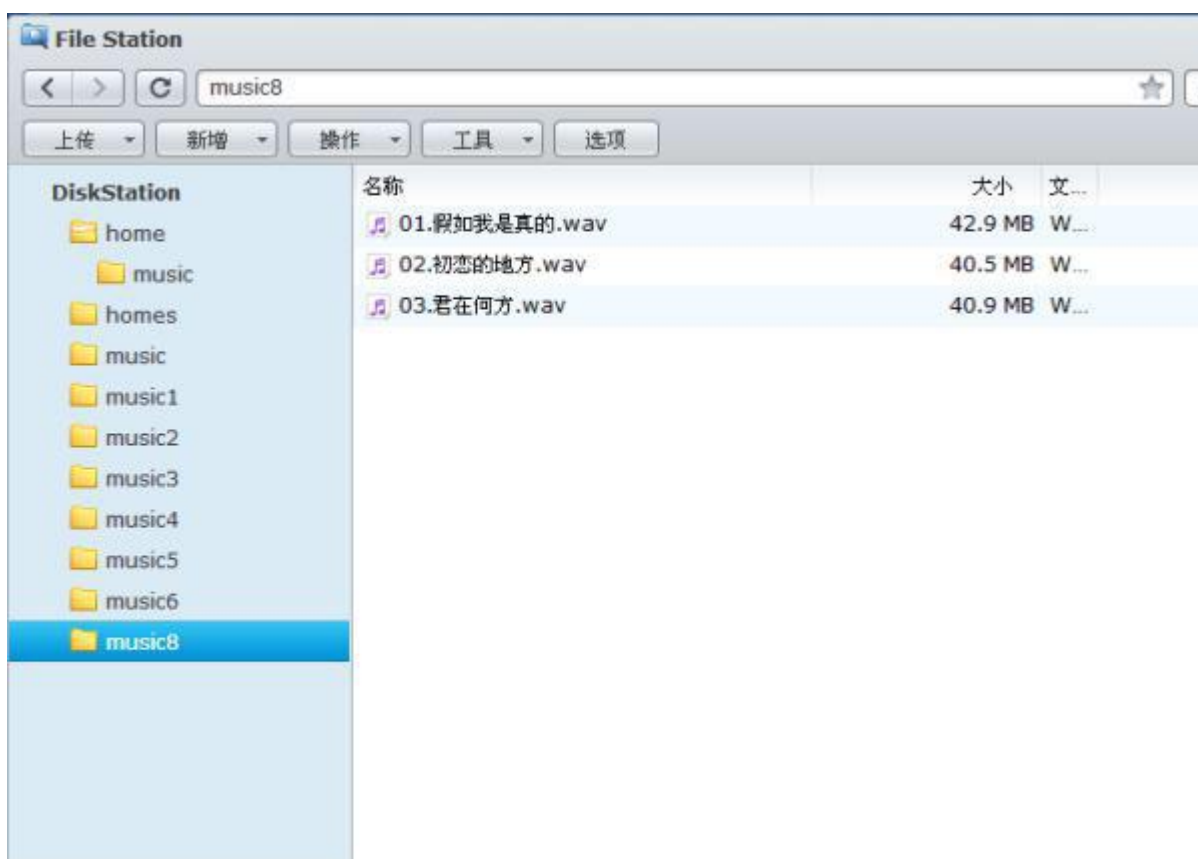 File Station
music8
上传 新增 操作 工具 选项
DiskStation
home
music
homes
music
music1
music2
music3
music4
music5
music6
music8
名称 大小 文...
01.假如我是真的.wav 42.9 MB W...
02.初恋的地方.wav 40.5 MB W...
03.君在何方.wav 40.9 MB W...